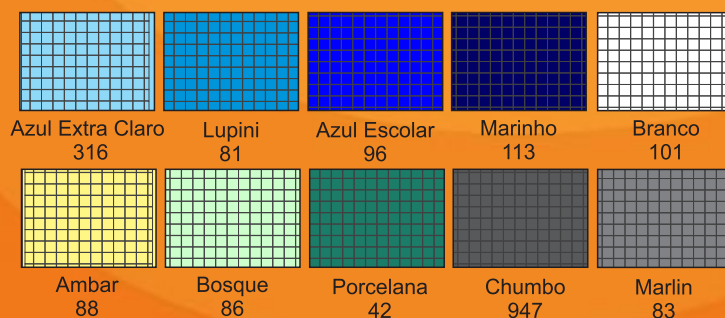 Azul Extra Claro
316
Lupini
81
Azul Escolar
96
Marinho
113
Branco
101
Ambar
88
Bosque
86
Porcelana
42
Chumbo
947
Marlin
83